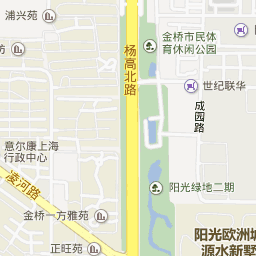 浦兴苑
杨高北路
金桥市民体
育休闲公园
世纪联华
成园路
意尔康上海
行政中心
凌河路
阳光绿地二期
金桥一方雅苑
正旺苑
阳光欧洲城
源水新墅